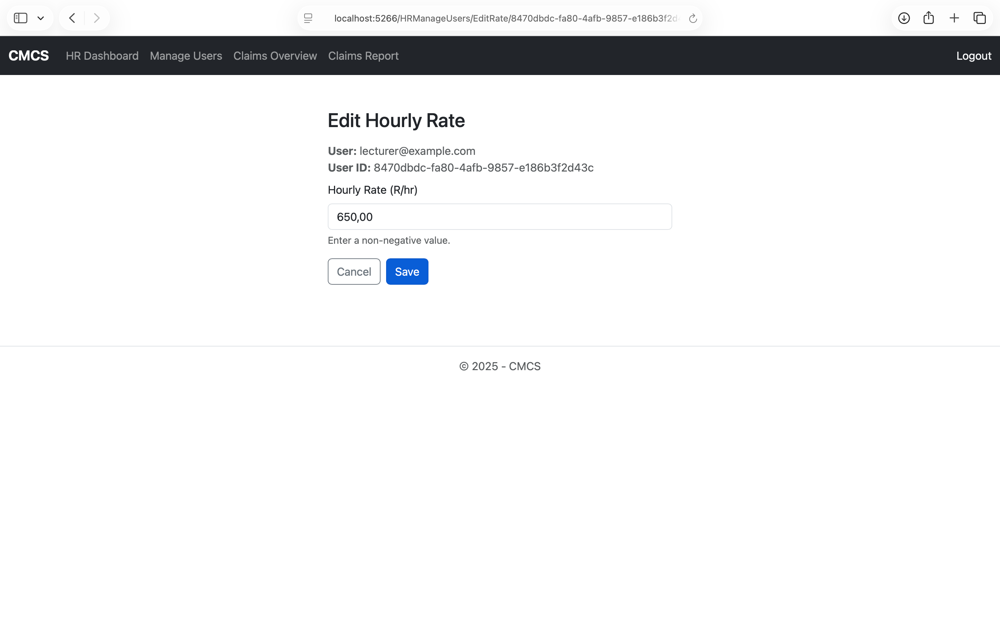 localhost:5266/HRManageUsers/EditRate/8470dbdc-fa80-4afb-9857-e186b3f2d4
CMCS HR Dashboard Manage Users Claims Overview Claims Report Logout
Edit Hourly Rate
User: lecturer@example.com
User ID: 8470dbdc-fa80-4afb-9857-e186b3f2d43c
Hourly Rate (R/hr)
650,00
Enter a non-negative value.
Cancel Save
© 2025 - CMCS